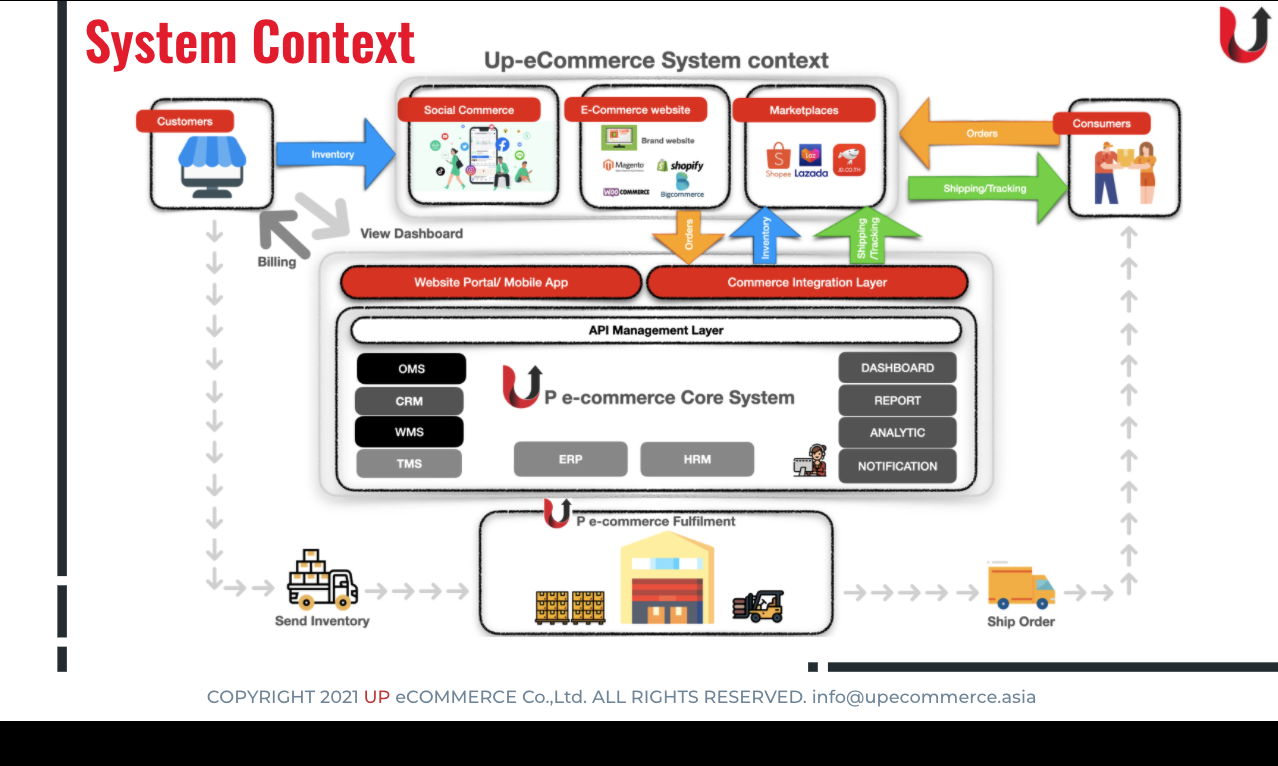 System Context
Up-eCommerce System context
Customers
Inventory
Social Commerce
E-Commerce website
Brand website
Magento
shopify
WOO COMMERCE
Bigcommerce
Marketplaces
Shopee
Lazada
JD.CO.TH
Orders
Shipping/Tracking
Consumers
View Dashboard
Billing
Orders
Inventory
Shipping
/Tracking
Website Portal/ Mobile App
Commerce Integration Layer
API Management Layer
OMS
CRM
WMS
TMS
P e-commerce Core System
ERP
HRM
DASHBOARD
REPORT
ANALYTIC
NOTIFICATION
P e-commerce Fulfilment
Send Inventory
Ship Order
COPYRIGHT 2021 UP eCOMMERCE Co.,Ltd. ALL RIGHTS RESERVED. info@upecommerce.asia